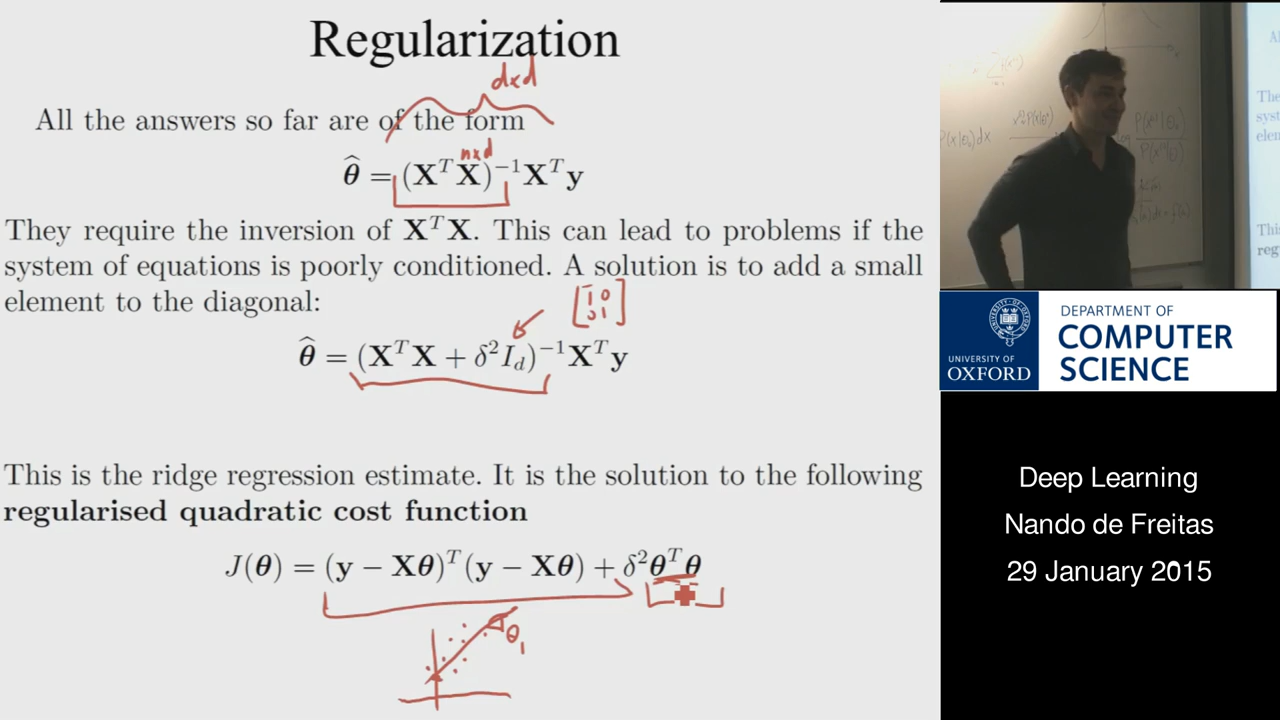 Regularization
d×d
All the answers so far are of the form
n×d
θ̂ = (XᵀX)⁻¹Xᵀy
They require the inversion of XᵀX. This can lead to problems if the
system of equations is poorly conditioned. A solution is to add a small
element to the diagonal:
[1 0
0 1]
θ̂ = (XᵀX + δ²I_d)⁻¹Xᵀy
This is the ridge regression estimate. It is the solution to the following
regularised quadratic cost function
J(θ) = (y − Xθ)ᵀ(y − Xθ) + δ²θᵀθ
θ₁
UNIVERSITY OF
OXFORD
DEPARTMENT OF
COMPUTER
SCIENCE
Deep Learning
Nando de Freitas
29 January 2015